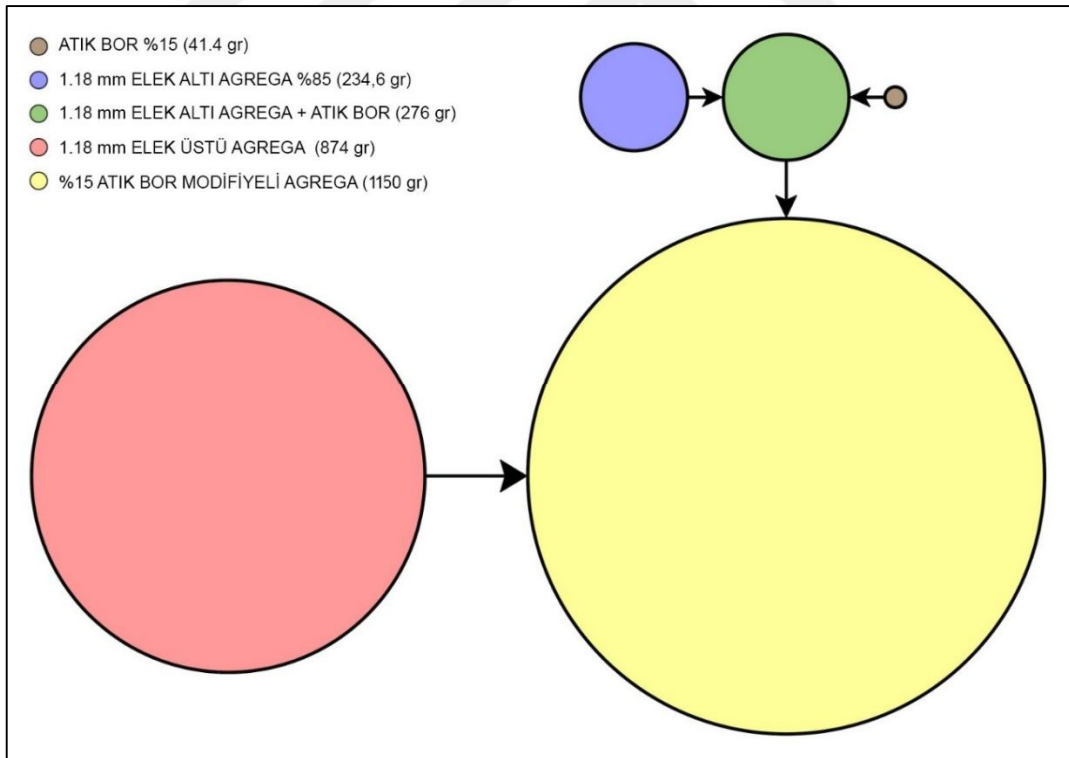 ATIK BOR %15 (41.4 gr)
1.18 mm ELEK ALTI AGREGA %85 (234,6 gr)
1.18 mm ELEK ALTI AGREGA + ATIK BOR (276 gr)
1.18 mm ELEK ÜSTÜ AGREGA (874 gr)
%15 ATIK BOR MODİFİYELİ AGREGA (1150 gr)